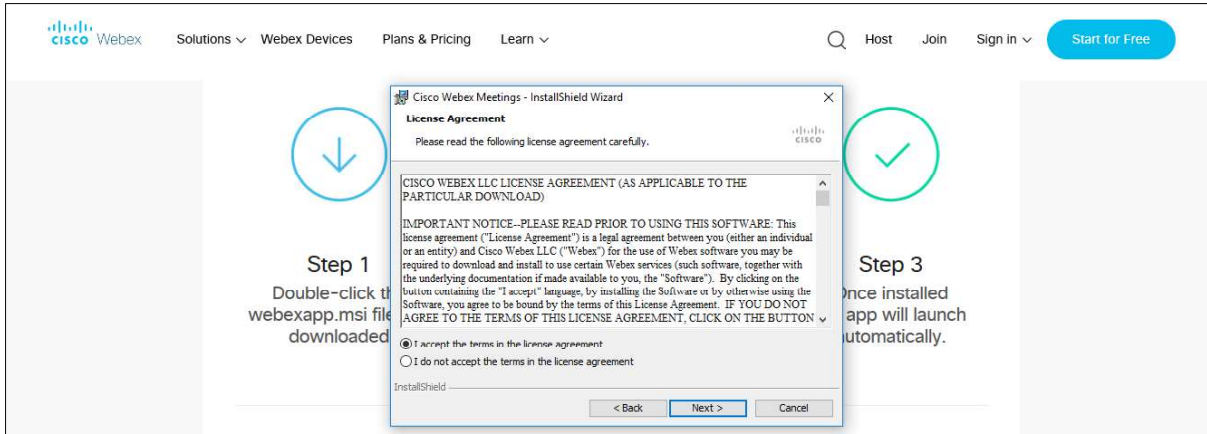 CISCO Webex Solutions Webex Devices Plans & Pricing Learn Host Join Sign in Start for Free
Cisco Webex Meetings - InstallShield Wizard
License Agreement
Please read the following license agreement carefully.
CISCO
CISCO WEBEX LLC LICENSE AGREEMENT (AS APPLICABLE TO THE
PARTICULAR DOWNLOAD)
IMPORTANT NOTICE--PLEASE READ PRIOR TO USING THIS SOFTWARE: This
license agreement ("License Agreement") is a legal agreement between you (either an individual
or an entity) and Cisco Webex LLC ("Webex") for the use of Webex software you may be
required to download and install to use certain Webex services (such software, together with
the underlying documentation if made available to you, the "Software"). By clicking on the
button containing the "I accept" language, by installing the Software or by otherwise using the
Software, you agree to be bound by the terms of this License Agreement. IF YOU DO NOT
AGREE TO THE TERMS OF THIS LICENSE AGREEMENT, CLICK ON THE BUTTON
I accept the terms in the license agreement
I do not accept the terms in the license agreement
InstallShield
< Back Next > Cancel
Step 1
Double-click
webexapp.msi
downloaded
Step 3
installed
app will launch
automatically.